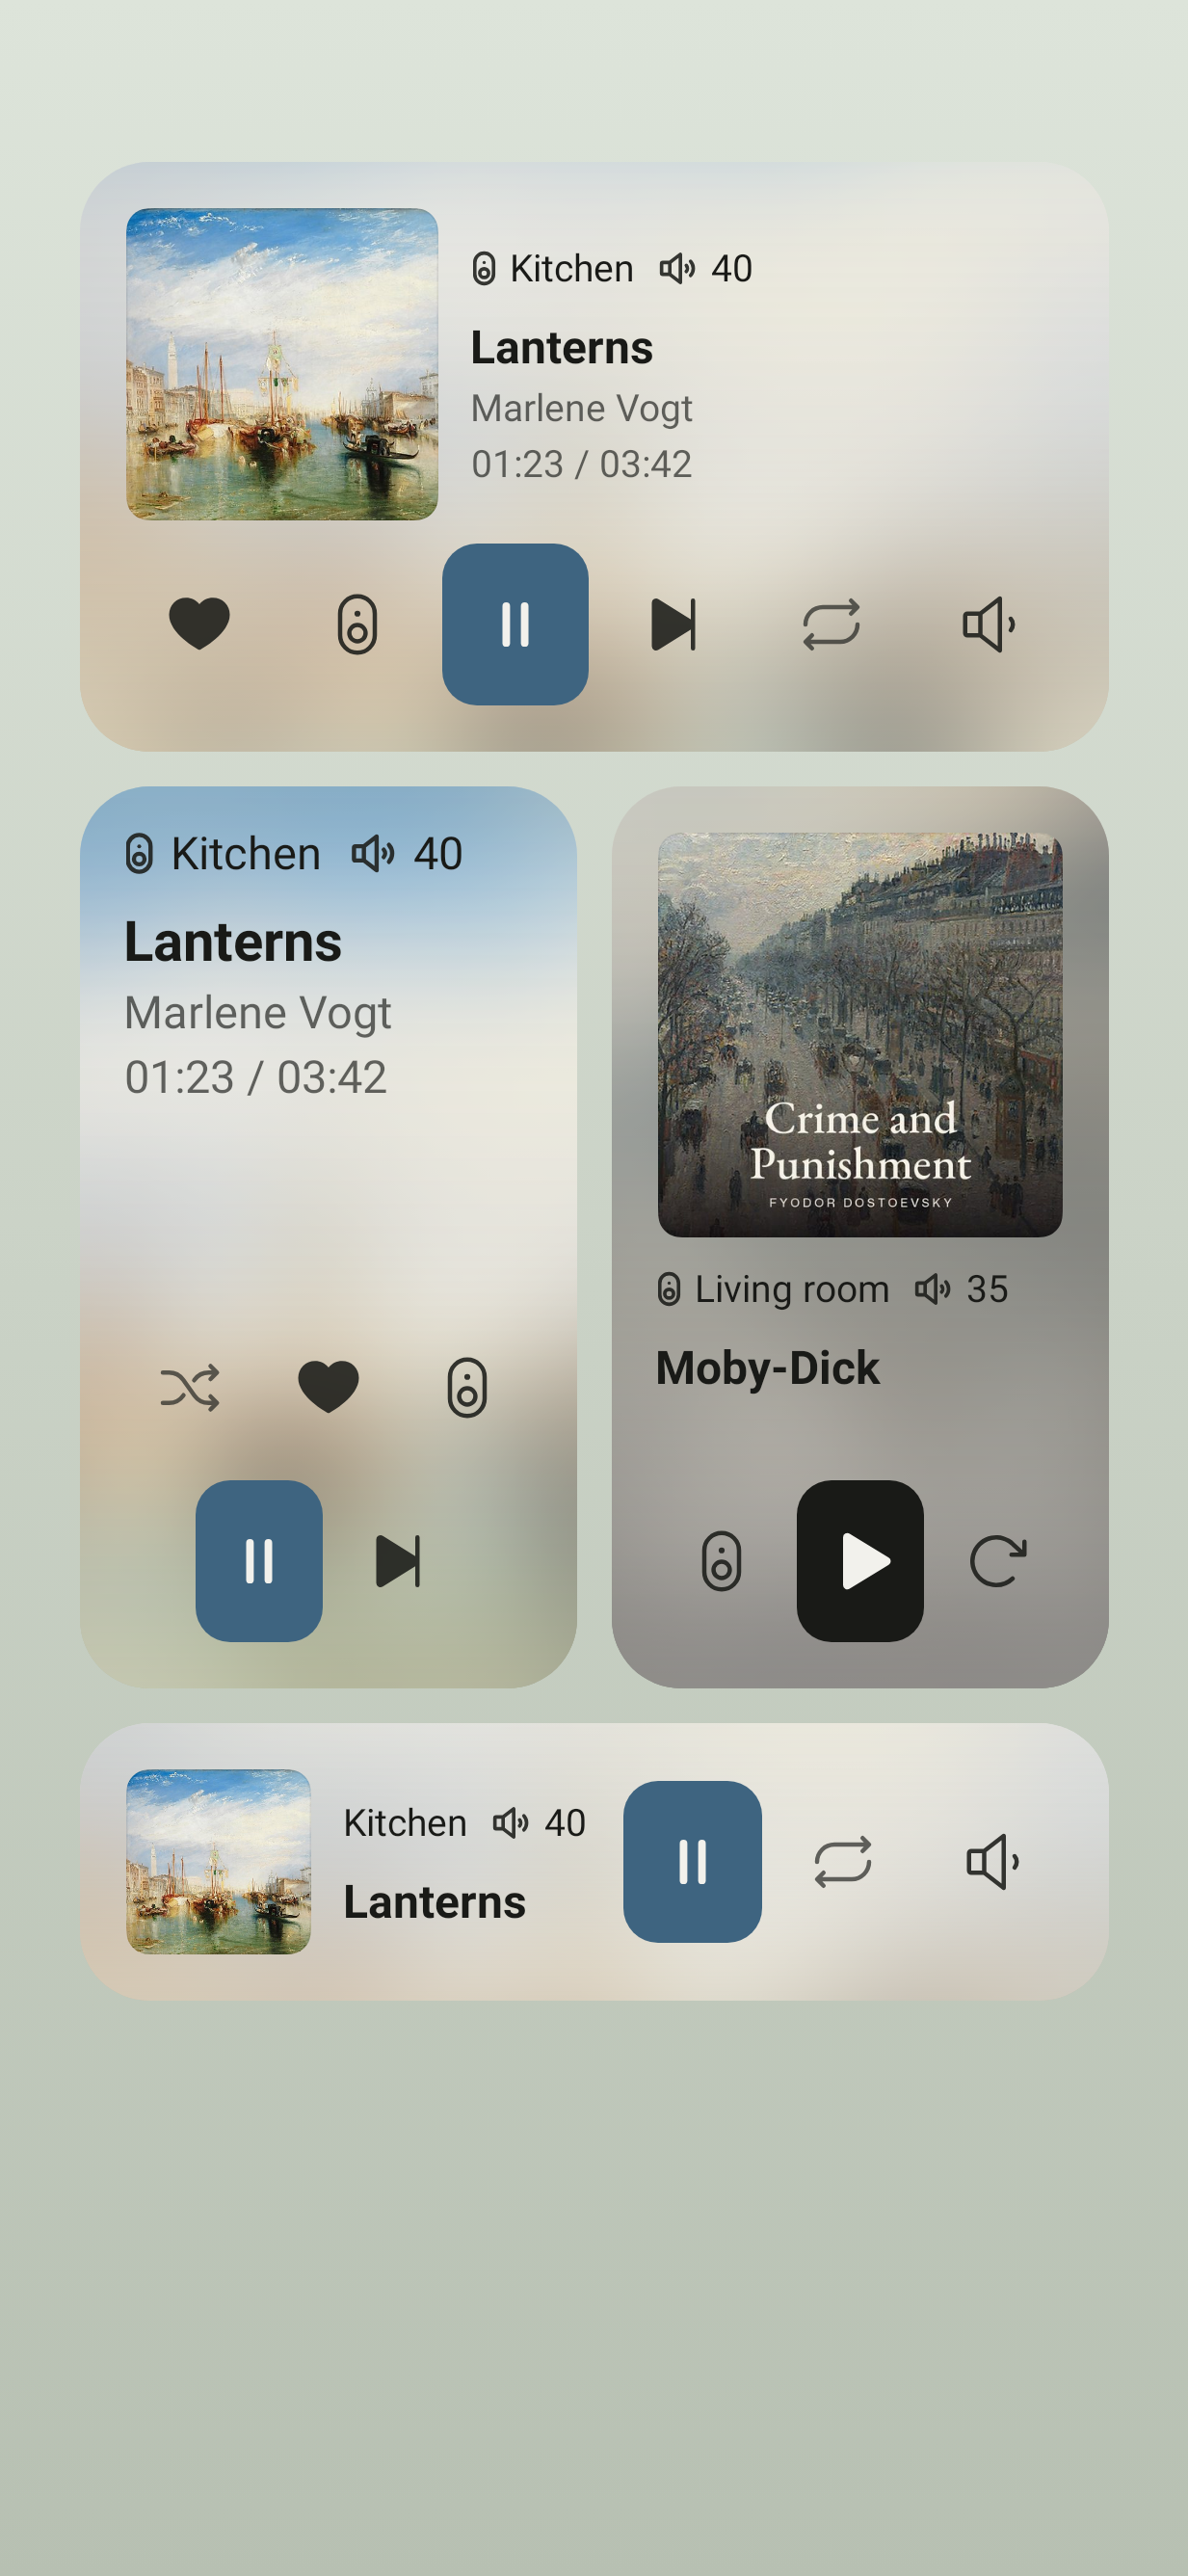 Kitchen 40
Lanterns
Marlene Vogt
01:23 / 03:42
Kitchen 40
Lanterns
Marlene Vogt
01:23 / 03:42
Crime and
Punishment
FYODOR DOSTOEVSKY
Living room 35
Moby-Dick
Kitchen 40
Lanterns